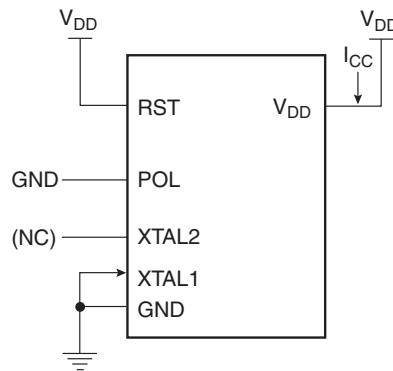 VDD
VDD
ICC
RST
VDD
GND
POL
(NC)
XTAL2
XTAL1
GND